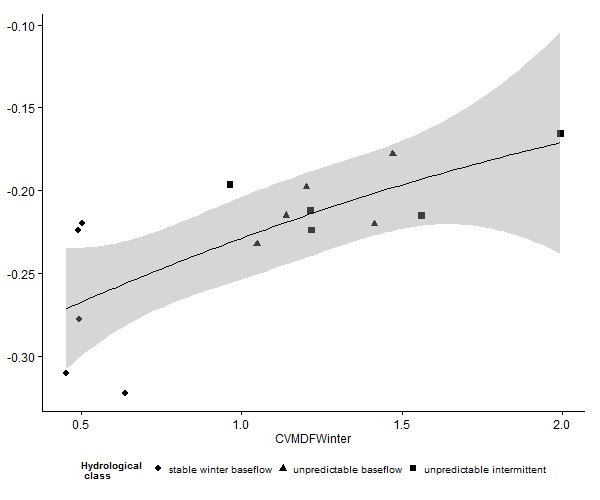 -0.10
-0.15
-0.20
-0.25
-0.30
0.5 1.0 1.5 2.0
CVMDFWinter
Hydrological
class
stable winter baseflow unpredictable baseflow unpredictable intermittent